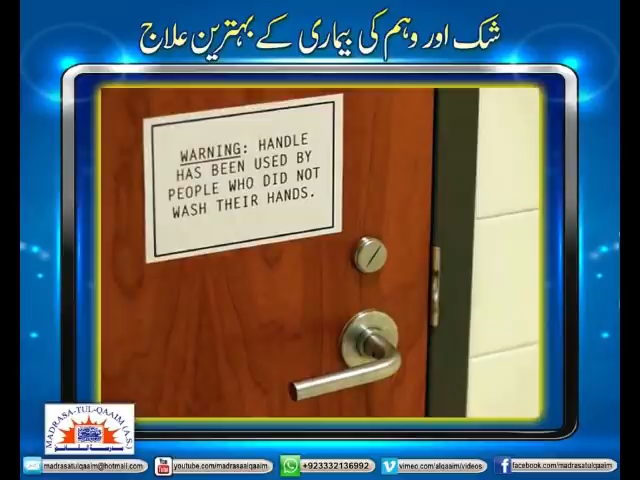 شک اور وہم کی بیماری کے بہترین علاج
WARNING: HANDLE
HAS BEEN USED BY
PEOPLE WHO DID NOT
WASH THEIR HANDS.
MADRASA-TUL-QAAIM (A.S.)
madrasatulqaaim@hotmail.com
youtube.com/madrasaalqaaim
+923332136992
vimeo.com/alqaaim/videos
facebook.com/madrasatulqaaim